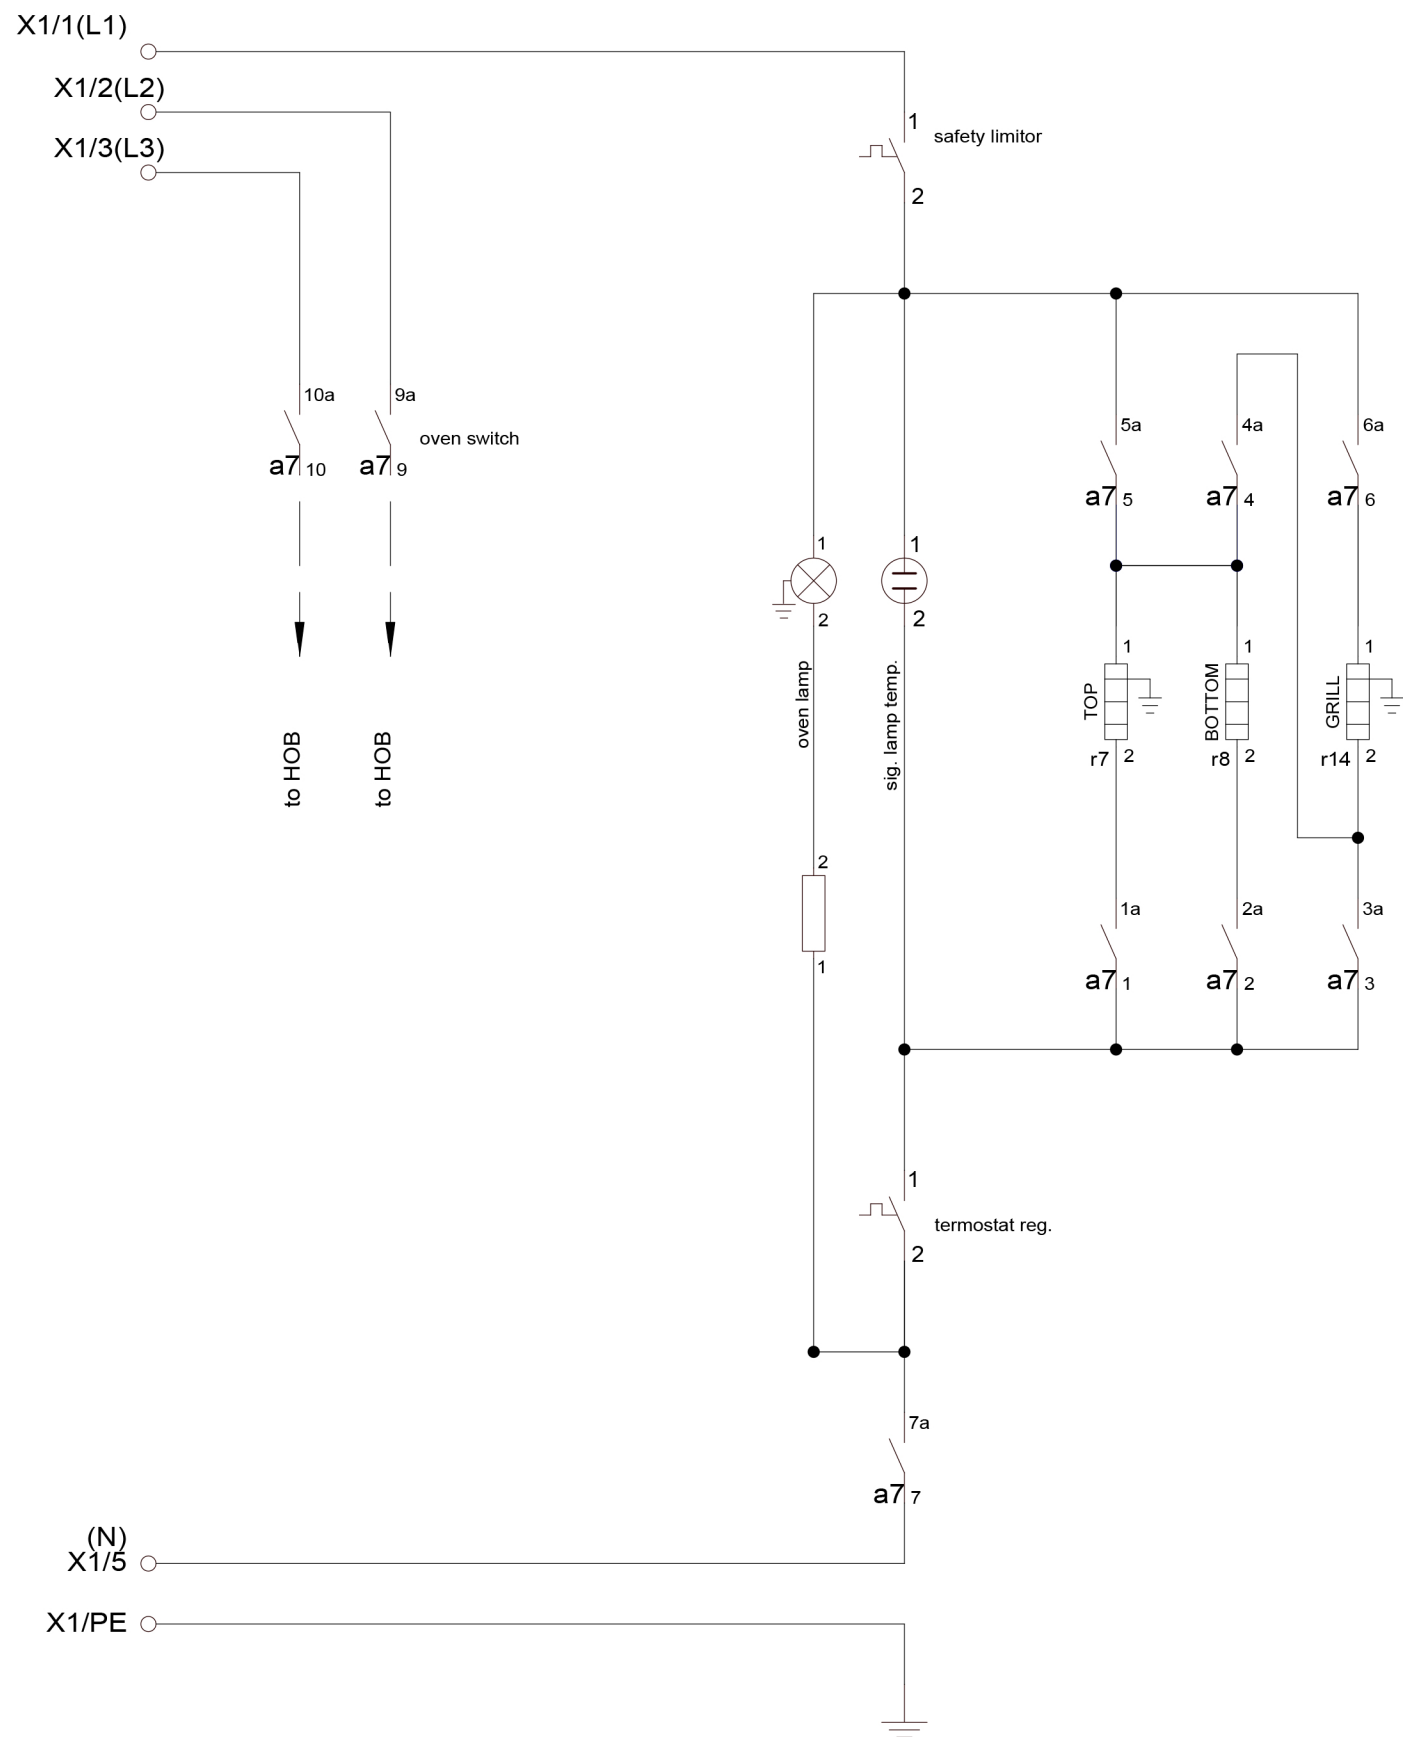 X1/1(L1)
X1/2(L2)
X1/3(L3)
1
safety limitor
2
10a
9a
oven switch
a7 10
a7 9
5a
4a
6a
a7 5
a7 4
a7 6
1
1
2
2
1
1
1
oven lamp
sig. lamp temp.
TOP
BOTTOM
GRILL
r7 2
r8 2
r14 2
to HOB
to HOB
2
1
1a
2a
3a
a7 1
a7 2
a7 3
1
termostat reg.
2
7a
a7 7
(N)
X1/5
X1/PE